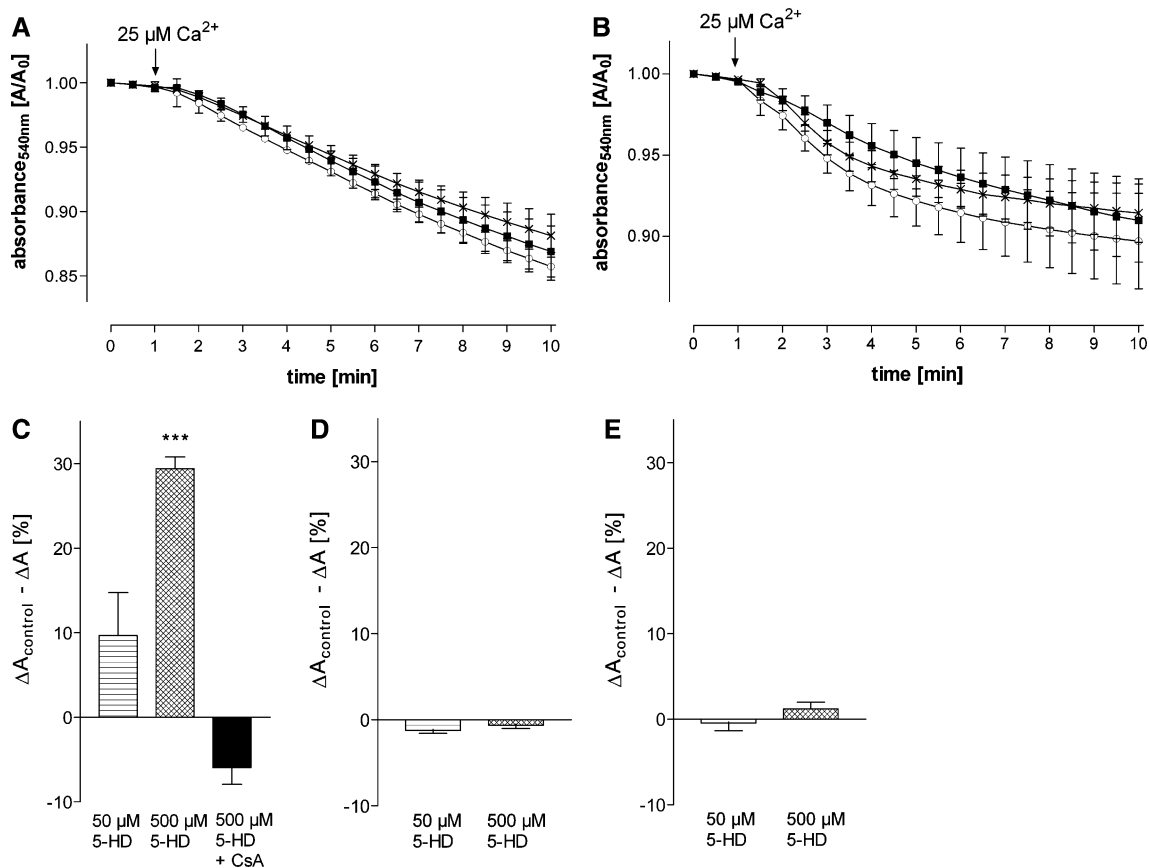 A
25 µM Ca2+
absorbance540nm [A/A0]
1.00
0.95
0.90
0.85
0 1 2 3 4 5 6 7 8 9 10
time [min]
B
25 µM Ca2+
absorbance540nm [A/A0]
1.00
0.95
0.90
0 1 2 3 4 5 6 7 8 9 10
time [min]
C
ΔAcontrol - ΔA [%]
30
20
10
0
-10
***
50 µM 500 µM 500 µM
5-HD 5-HD 5-HD
+ CsA
D
ΔAcontrol - ΔA [%]
30
20
10
0
-10
50 µM 500 µM
5-HD 5-HD
E
ΔAcontrol - ΔA [%]
30
20
10
0
-10
50 µM 500 µM
5-HD 5-HD